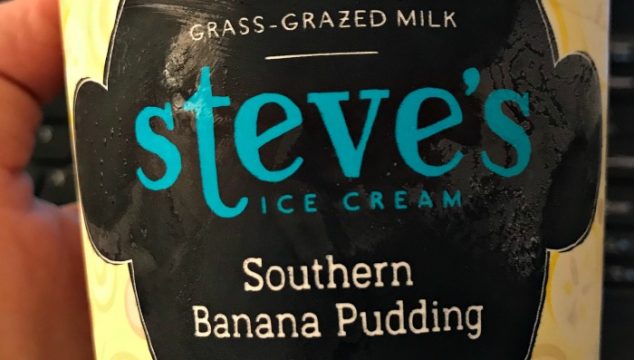 GRASS-GRAZED MILK
steve's
ICE CREAM
Southern
Banana Pudding